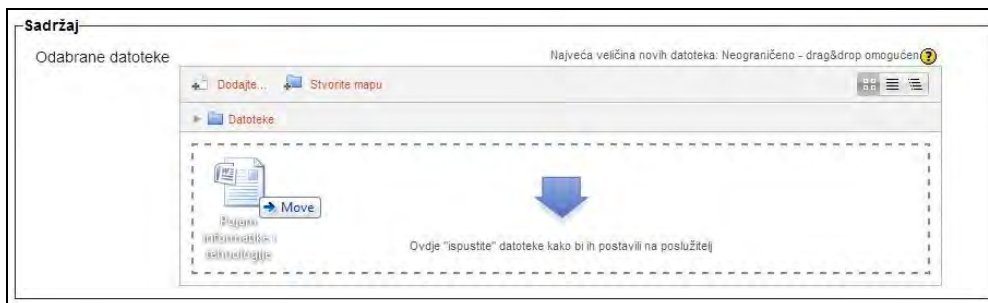 Sadržaj
Odabrane datoteke
Najveća veličina novih datoteka: Neograničeno - drag&drop omogućen
Dodajte... Stvorite mapu
Datoteke
Move
Pojam
informatike i
tehnologije
Ovdje "ispustite" datoteke kako bi ih postavili na poslužitelj